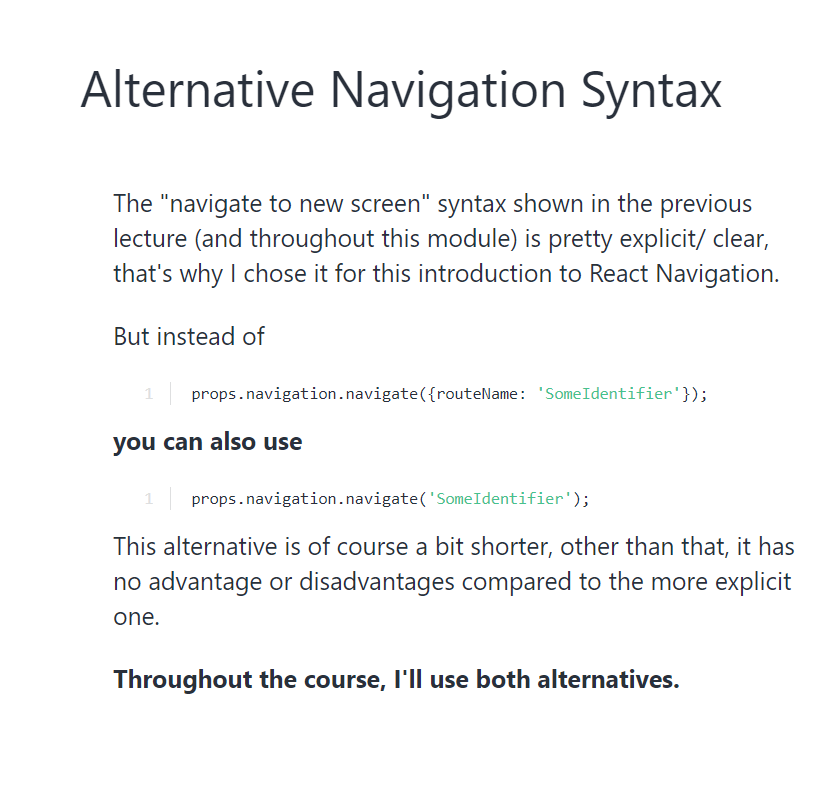 Alternative Navigation Syntax
The "navigate to new screen" syntax shown in the previous
lecture (and throughout this module) is pretty explicit/ clear,
that's why I chose it for this introduction to React Navigation.
But instead of
1 props.navigation.navigate({routeName: 'SomeIdentifier'});
you can also use
1 props.navigation.navigate('SomeIdentifier');
This alternative is of course a bit shorter, other than that, it has
no advantage or disadvantages compared to the more explicit
one.
Throughout the course, I'll use both alternatives.